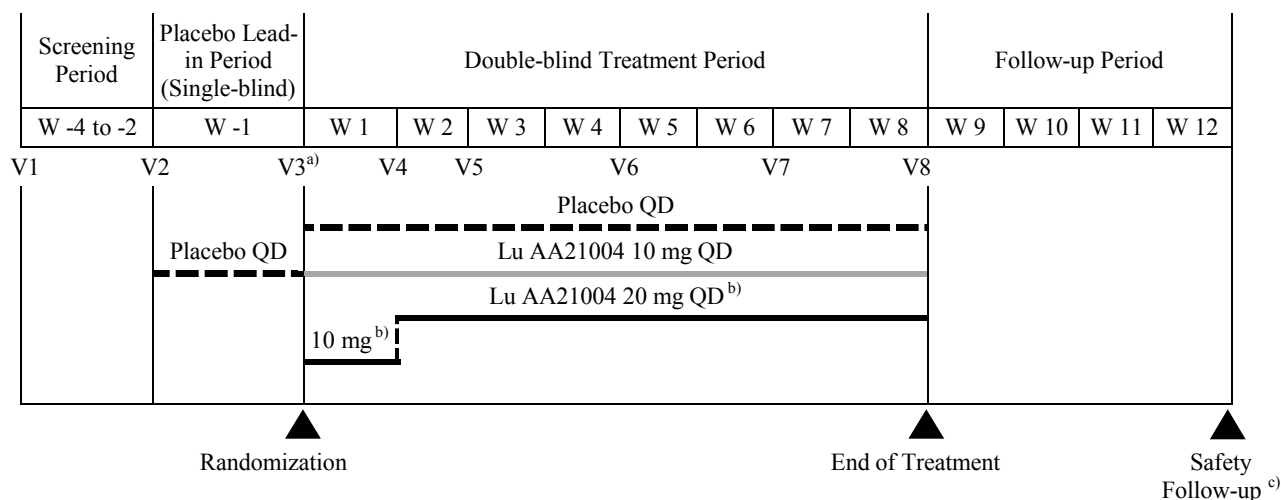 Screening
Period
Placebo Lead-
in Period
(Single-blind)
Double-blind Treatment Period
Follow-up Period
W -4 to -2
W -1
W 1
W 2
W 3
W 4
W 5
W 6
W 7
W 8
W 9
W 10
W 11
W 12
V1
V2
V3a)
V4
V5
V6
V7
V8
Placebo QD
Placebo QD
Lu AA21004 10 mg QD
Lu AA21004 20 mg QD b)
10 mg b)
Randomization
End of Treatment
Safety
Follow-up c)